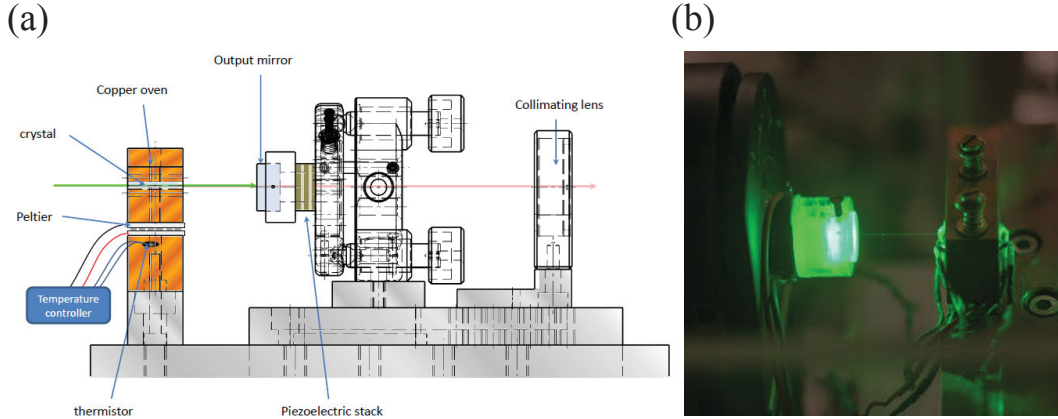 (a)
(b)
Output mirror
Copper oven
Collimating lens
crystal
Peltier
Temperature
controller
thermistor
Piezoelectric stack